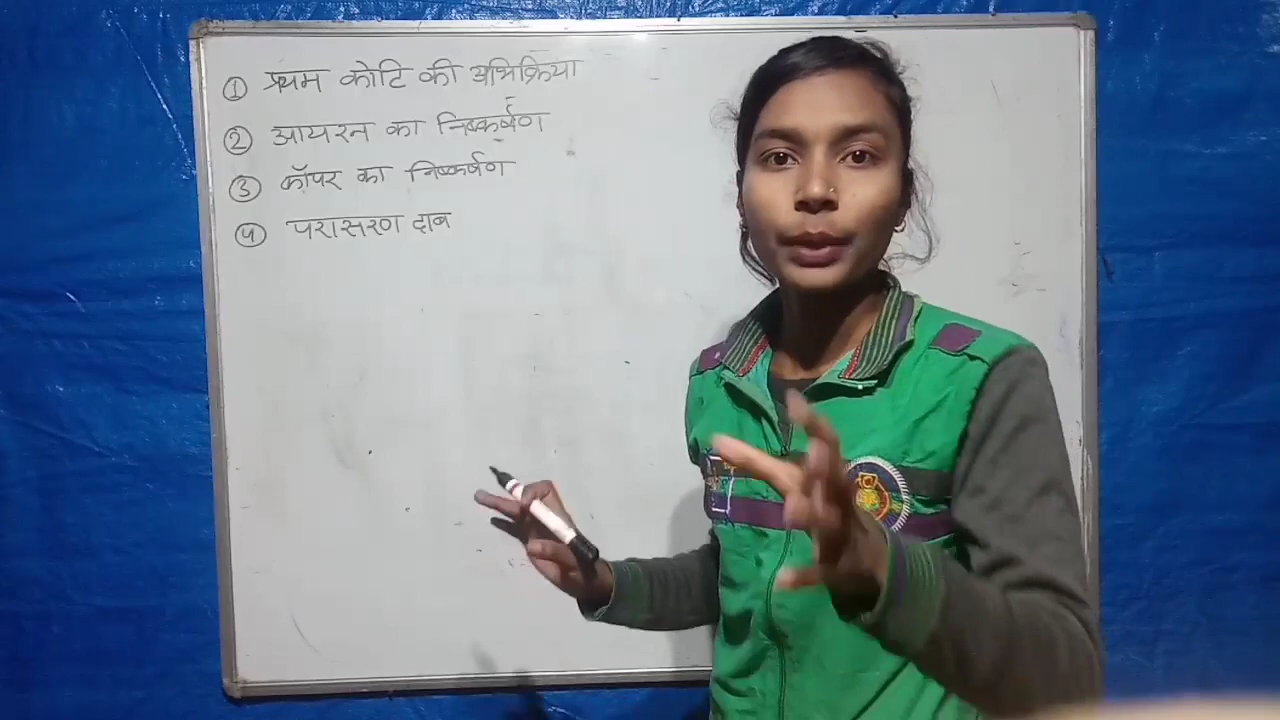 ① प्रथम कोटि की अभिक्रिया
② आयरन का निष्कर्षण
③ कॉपर का निष्कर्षण
④ परासरण दाब